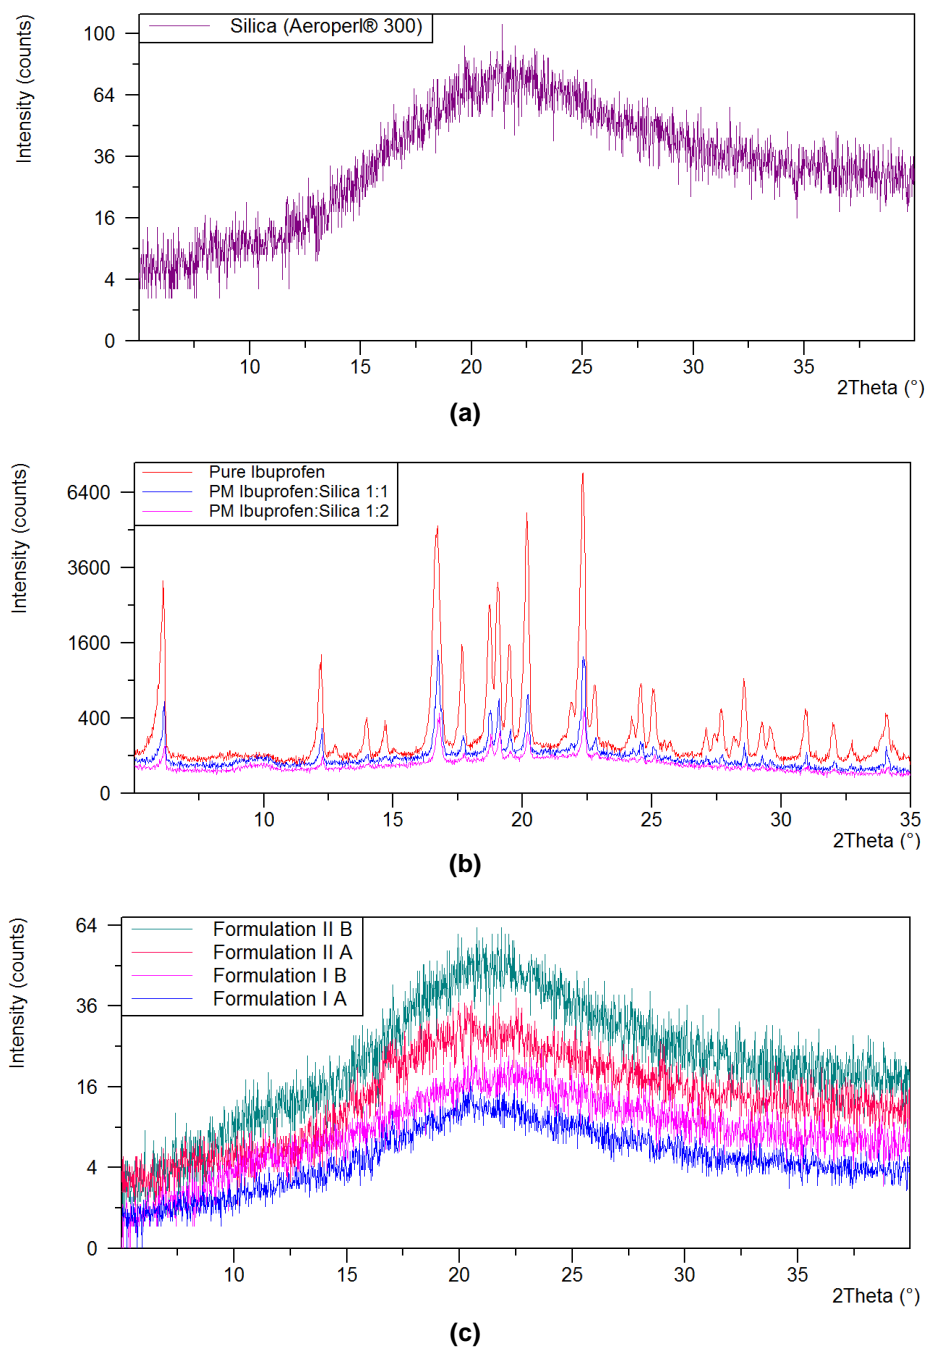 Silica (Aeroperl® 300)
Intensity (counts)
100
64
36
16
4
0
10 15 20 25 30 35
2Theta (°)
(a)
Pure Ibuprofen
PM Ibuprofen:Silica 1:1
PM Ibuprofen:Silica 1:2
Intensity (counts)
6400
3600
1600
400
0
10 15 20 25 30 35
2Theta (°)
(b)
Formulation II B
Formulation II A
Formulation I B
Formulation I A
Intensity (counts)
64
36
16
4
0
10 15 20 25 30 35
2Theta (°)
(c)